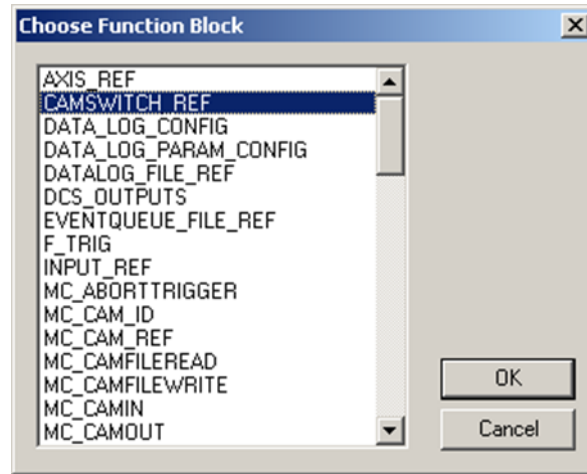 Choose Function Block
AXIS_REF
CAMSWITCH_REF
DATA_LOG_CONFIG
DATA_LOG_PARAM_CONFIG
DATALOG_FILE_REF
DCS_OUTPUTS
EVENTQUEUE_FILE_REF
F_TRIG
INPUT_REF
MC_ABORTTRIGGER
MC_CAM_ID
MC_CAM_REF
MC_CAMFILEREAD
MC_CAMFILEWRITE
MC_CAMIN
MC_CAMOUT
OK
Cancel